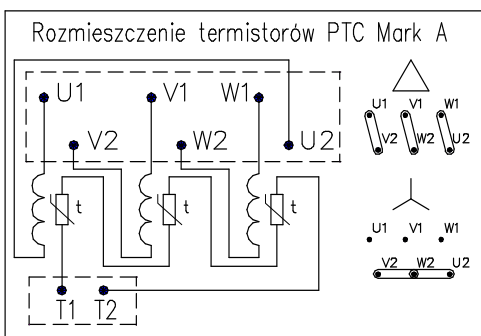 Rozmieszczenie termistorów PTC Mark A
U1 V1 W1
V2 W2 U2
t t t
T1 T2
U1 V1 W1
V2 W2 U2
U1 V1 W1
V2 W2 U2